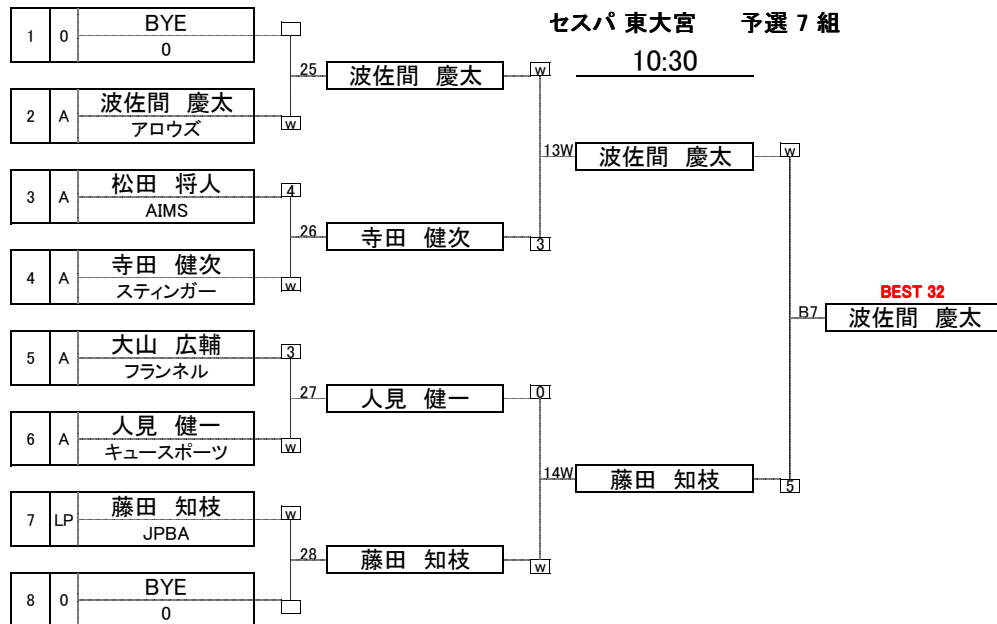 セスパ 東大宮 予選 7 組
10:30
1 0 BYE
0
25 波佐間 慶太 w
2 A 波佐間 慶太
アロウズ w
13W 波佐間 慶太 w
3 A 松田 将人 4
AIMS
26 寺田 健次 3
4 A 寺田 健次
スティンガー w
BEST 32
B7 波佐間 慶太
5 A 大山 広輔 3
フランネル
27 人見 健一 0
6 A 人見 健一
キュースポーツ w
14W 藤田 知枝 5
7 LP 藤田 知枝 w
JPBA
28 藤田 知枝 w
8 0 BYE
0